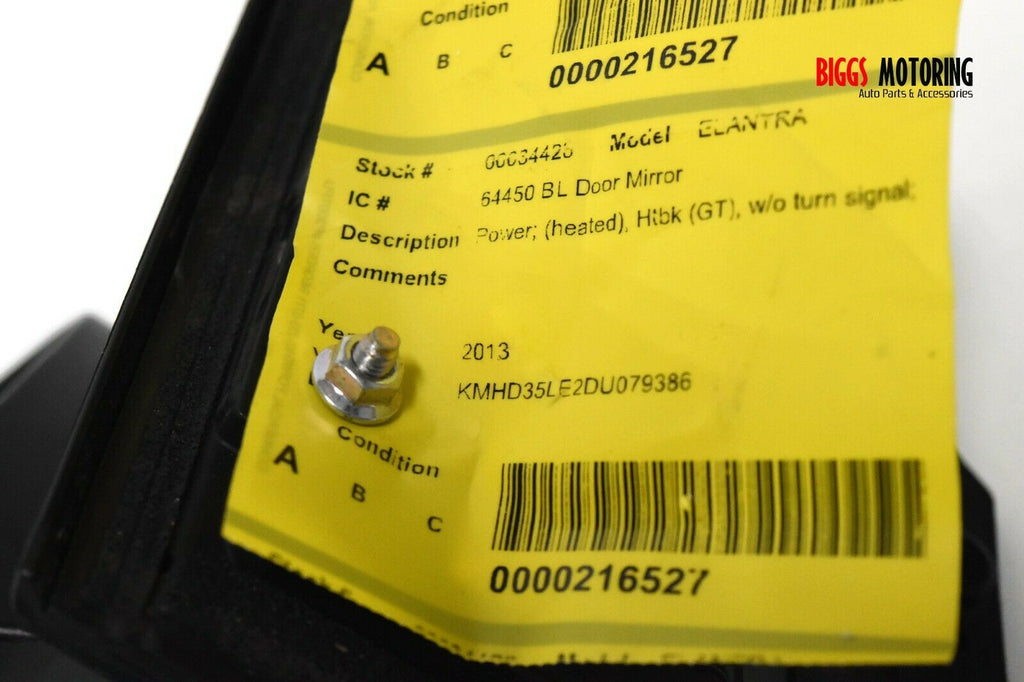 Condition
A B C
0000216527
BIGGS MOTORING
Auto Parts & Accessories
Stock # 00034428 Model ELANTRA
IC # 64450 BL Door Mirror
Description Power; (heated), Htbk (GT), w/o turn signal;
Comments
2013
KMHD35LE2DU079386
Condition
A B C
0000216527